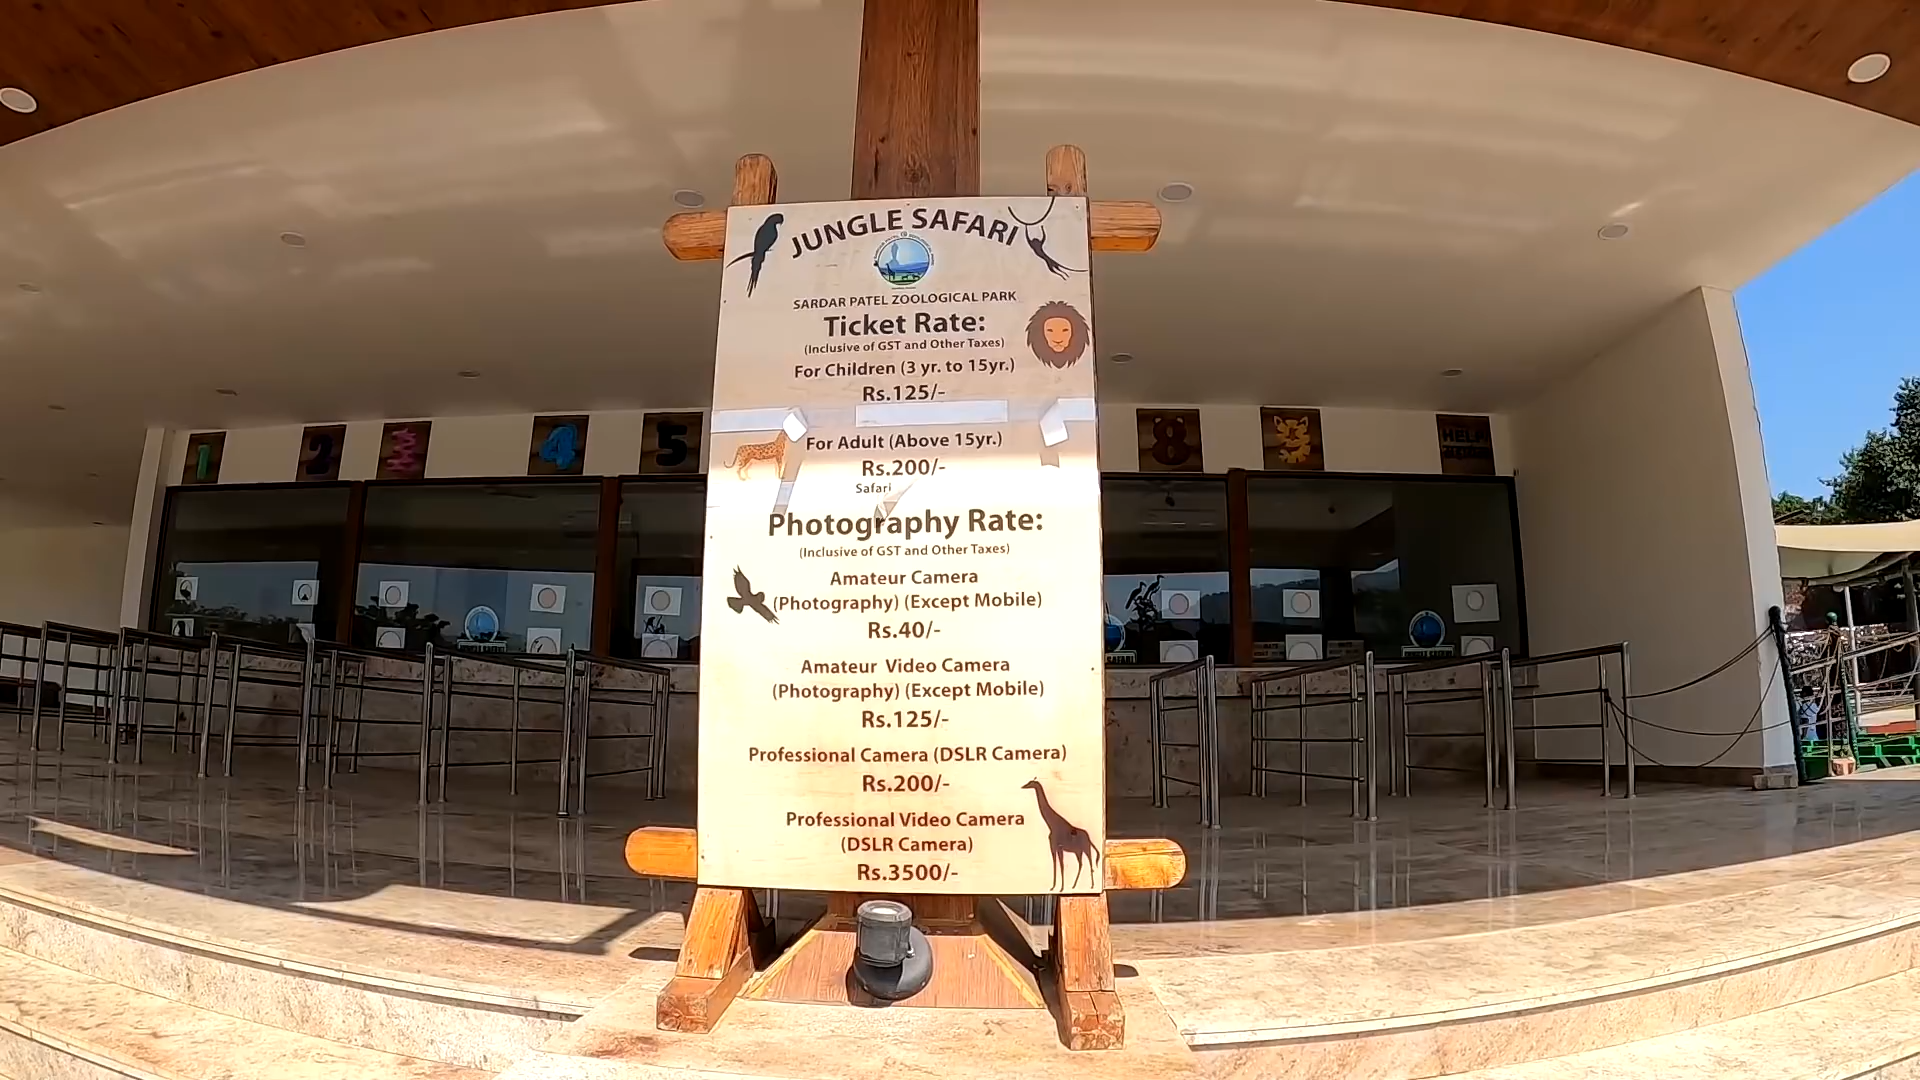 JUNGLE SAFARI
SARDAR PATEL ZOOLOGICAL PARK
Ticket Rate:
(Inclusive of GST and Other Taxes)
For Children (3 yr. to 15yr.)
Rs.125/-
For Adult (Above 15yr.)
Rs.200/-
Safari
Photography Rate:
(Inclusive of GST and Other Taxes)
Amateur Camera
(Photography) (Except Mobile)
Rs.40/-
Amateur Video Camera
(Photography) (Except Mobile)
Rs.125/-
Professional Camera (DSLR Camera)
Rs.200/-
Professional Video Camera
(DSLR Camera)
Rs.3500/-
1
2
3
4
5
8
HELP